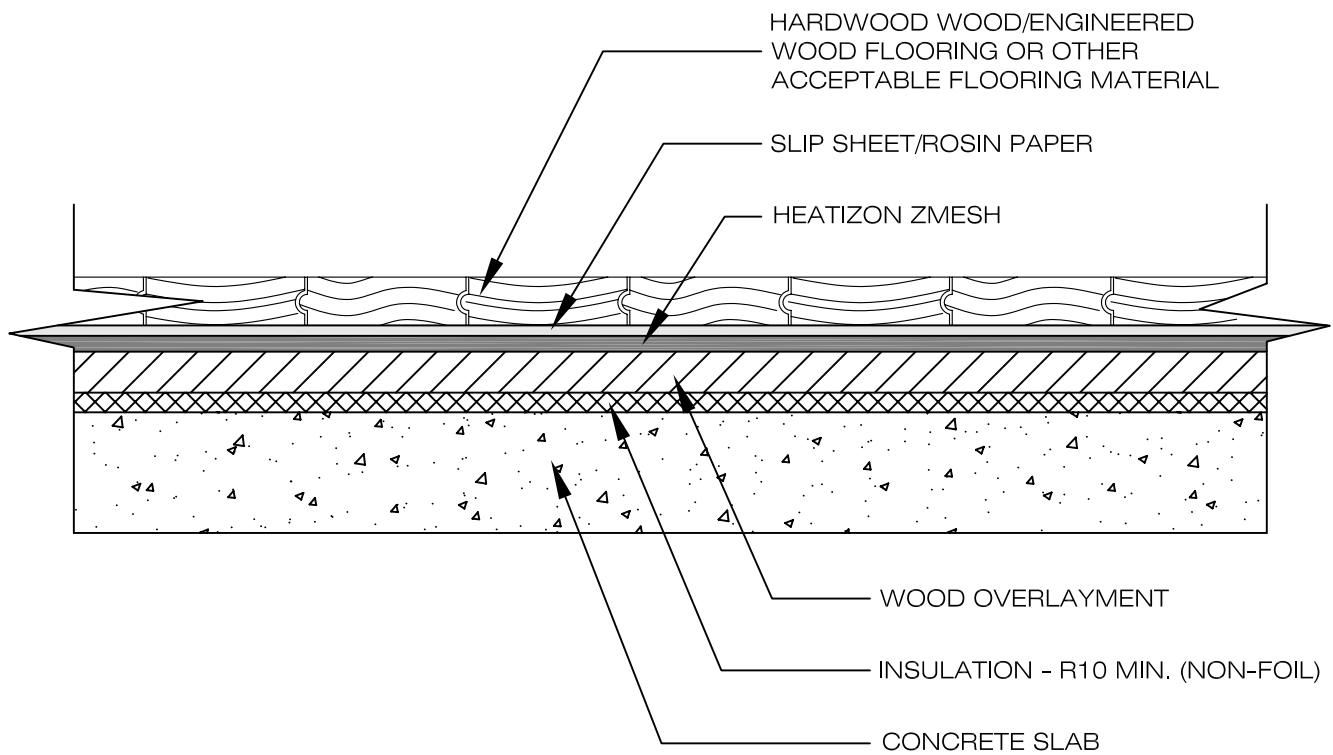 HARDWOOD WOOD/ENGINEERED
WOOD FLOORING OR OTHER
ACCEPTABLE FLOORING MATERIAL
SLIP SHEET/ROSIN PAPER
HEATIZON ZMESH
WOOD OVERLAYMENT
INSULATION - R10 MIN. (NON-FOIL)
CONCRETE SLAB